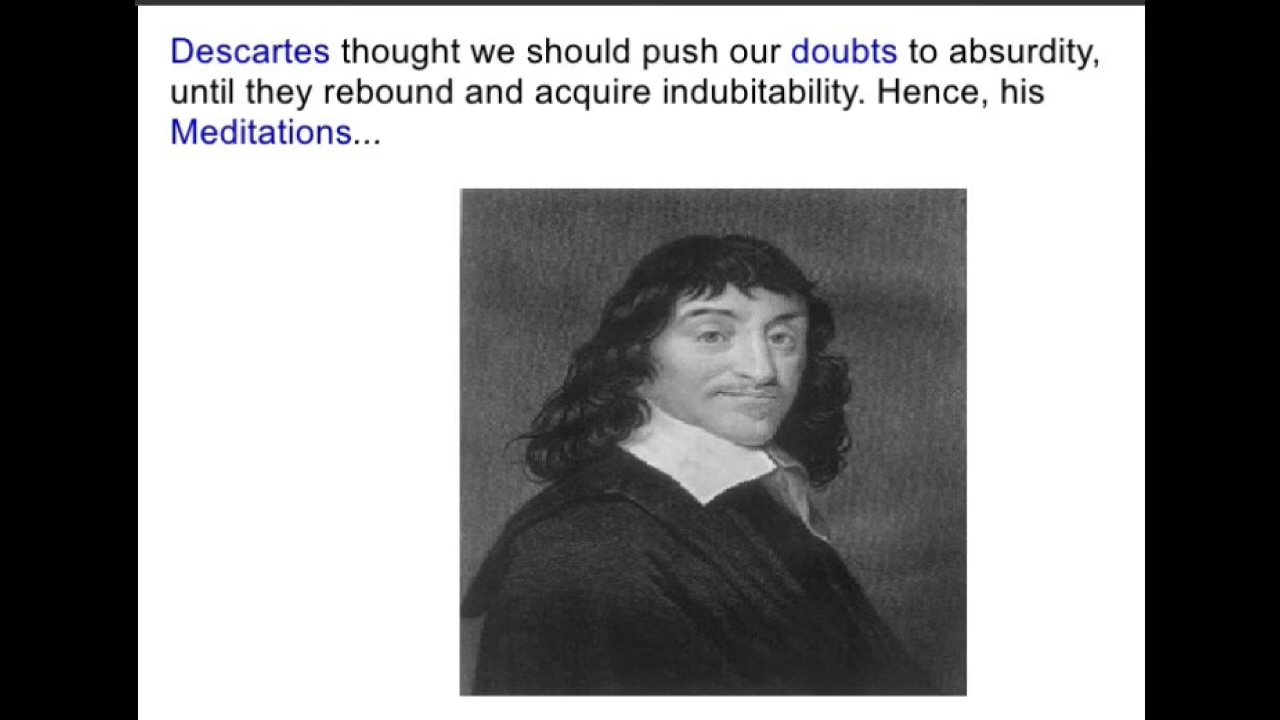 Descartes thought we should push our doubts to absurdity,
until they rebound and acquire indubitability. Hence, his
Meditations...